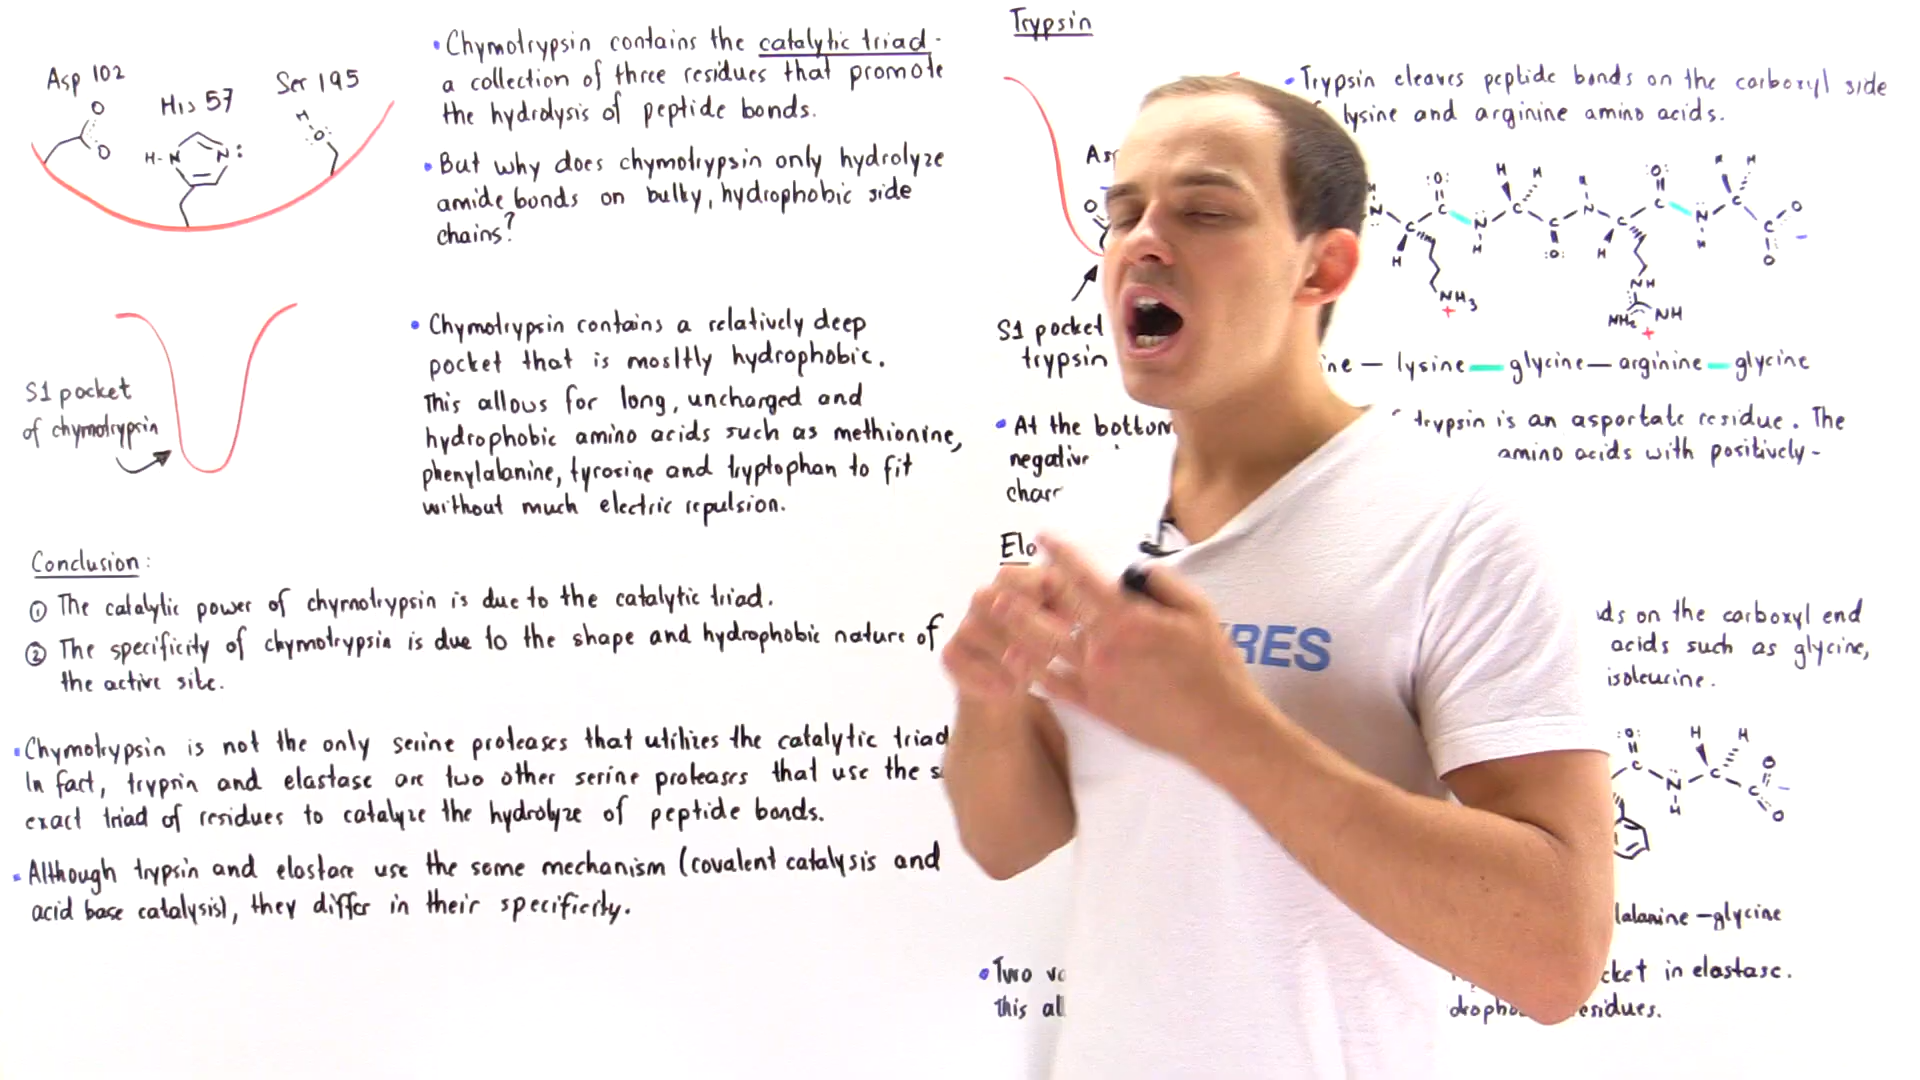 Asp 102
His 57
Ser 195
O
O
H-N
N:
H
:O:
• Chymotrypsin contains the catalytic triad -
a collection of three residues that promote
the hydrolysis of peptide bonds.
• But why does chymotrypsin only hydrolyze
amide bonds on bulky, hydrophobic side
chains?
S1 pocket
of chymotrypsin
• Chymotrypsin contains a relatively deep
pocket that is mosltly hydrophobic.
This allows for long, uncharged and
hydrophobic amino acids such as methionine,
phenylalanine, tyrosine and tryptophan to fit
without much electric repulsion.
Conclusion:
① The catalytic power of chymotrypsin is due to the catalytic triad.
② The specificity of chymotrypsin is due to the shape and hydrophobic nature of
the active site.
• Chymotrypsin is not the only serine proteases that utilizes the catalytic triad
In fact, trypsin and elastase are two other serine proteases that use the
exact triad of residues to catalyze the hydrolyze of peptide bonds.
• Although trypsin and elastase use the same mechanism (covalent catalysis and
acid base catalysis), they differ in their specificity.
Trypsin
• Trypsin cleaves peptide bonds on the carboxyl side
lysine and arginine amino acids.
NH3
+
NH
NH2 NH
+
S1 pocket
trypsin
— lysine — glycine — arginine — glycine
• At the bottom
trypsin is an aspartate residue. The
amino acids with positively-
on the carboxyl end
acids such as glycine,
isoleucine.
RES
—glycine
• Two
this
in elastase.